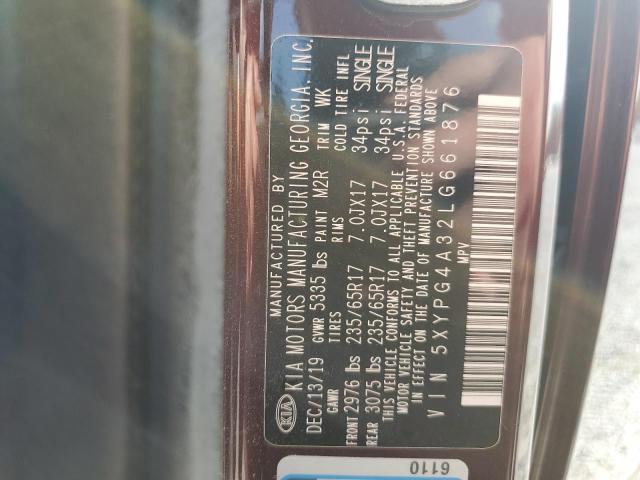 MANUFACTURED BY
KIA KIA MOTORS MANUFACTURING GEORGIA, INC.
DEC/13/19 GVWR 5335 lbs PAINT M2R TRIM WK
GAWR TIRES RIMS COLD TIRE INFL
FRONT 2976 lbs 235/65R17 7.0JX17 34psi SINGLE
REAR 3075 lbs 235/65R17 7.0JX17 34psi SINGLE
THIS VEHICLE CONFORMS TO ALL APPLICABLE U.S.A. FEDERAL
MOTOR VEHICLE SAFETY AND THEFT PREVENTION STANDARDS
IN EFFECT ON THE DATE OF MANUFACTURE SHOWN ABOVE
VIN 5XYPG4A32LG661876
MPV
6110